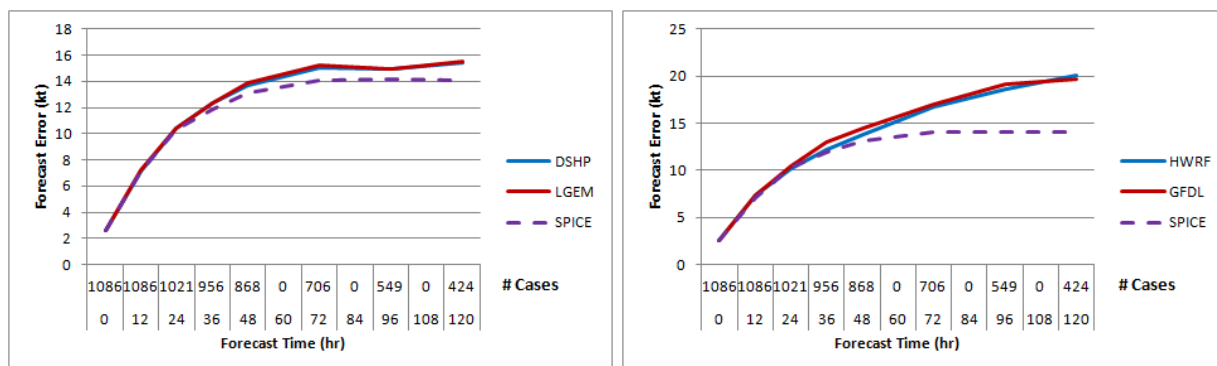 18
16
14
12
10
8
6
4
2
0
Forecast Error (kt)
DSHP
LGEM
SPICE
1086 1086 1021 956 868 0 706 0 549 0 424
# Cases
0 12 24 36 48 60 72 84 96 108 120
Forecast Time (hr)
25
20
15
10
5
0
Forecast Error (kt)
HWRF
GFDL
SPICE
1086 1086 1021 956 868 0 706 0 549 0 424
# Cases
0 12 24 36 48 60 72 84 96 108 120
Forecast Time (hr)